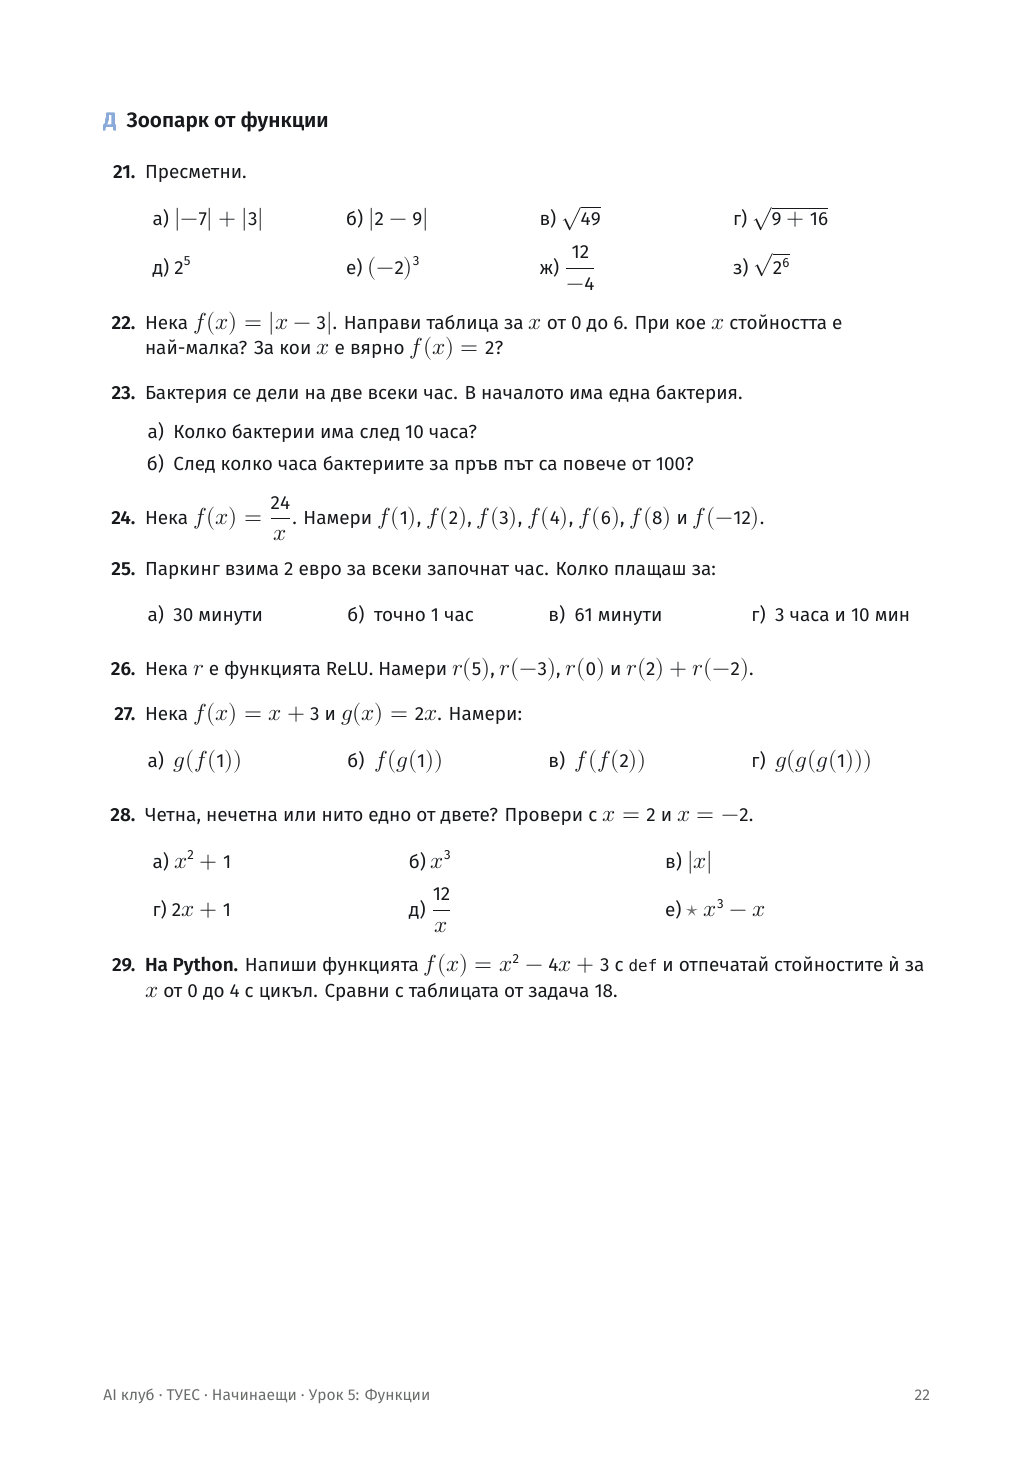 Д Зоопарк от функции
21. Пресметни.
а) |−7| + |3| б) |2 − 9| в) √49 г) √(9 + 16)
д) 2⁵ е) (−2)³ ж) 12/−4 з) √(2⁶)
22. Нека f(x) = |x − 3|. Направи таблица за x от 0 до 6. При кое x стойността е
най-малка? За кои x е вярно f(x) = 2?
23. Бактерия се дели на две всеки час. В началото има една бактерия.
а) Колко бактерии има след 10 часа?
б) След колко часа бактериите за пръв път са повече от 100?
24. Нека f(x) = 24/x. Намери f(1), f(2), f(3), f(4), f(6), f(8) и f(−12).
25. Паркинг взима 2 евро за всеки започнат час. Колко плащаш за:
а) 30 минути б) точно 1 час в) 61 минути г) 3 часа и 10 мин
26. Нека r е функцията ReLU. Намери r(5), r(−3), r(0) и r(2) + r(−2).
27. Нека f(x) = x + 3 и g(x) = 2x. Намери:
а) g(f(1)) б) f(g(1)) в) f(f(2)) г) g(g(g(1)))
28. Четна, нечетна или нито едно от двете? Провери с x = 2 и x = −2.
а) x² + 1 б) x³ в) |x|
г) 2x + 1 д) 12/x е) ⋆ x³ − x
29. На Python. Напиши функцията f(x) = x² − 4x + 3 с def и отпечатай стойностите ѝ за
x от 0 до 4 с цикъл. Сравни с таблицата от задача 18.
AI клуб · ТУЕС · Начинаещи · Урок 5: Функции 22